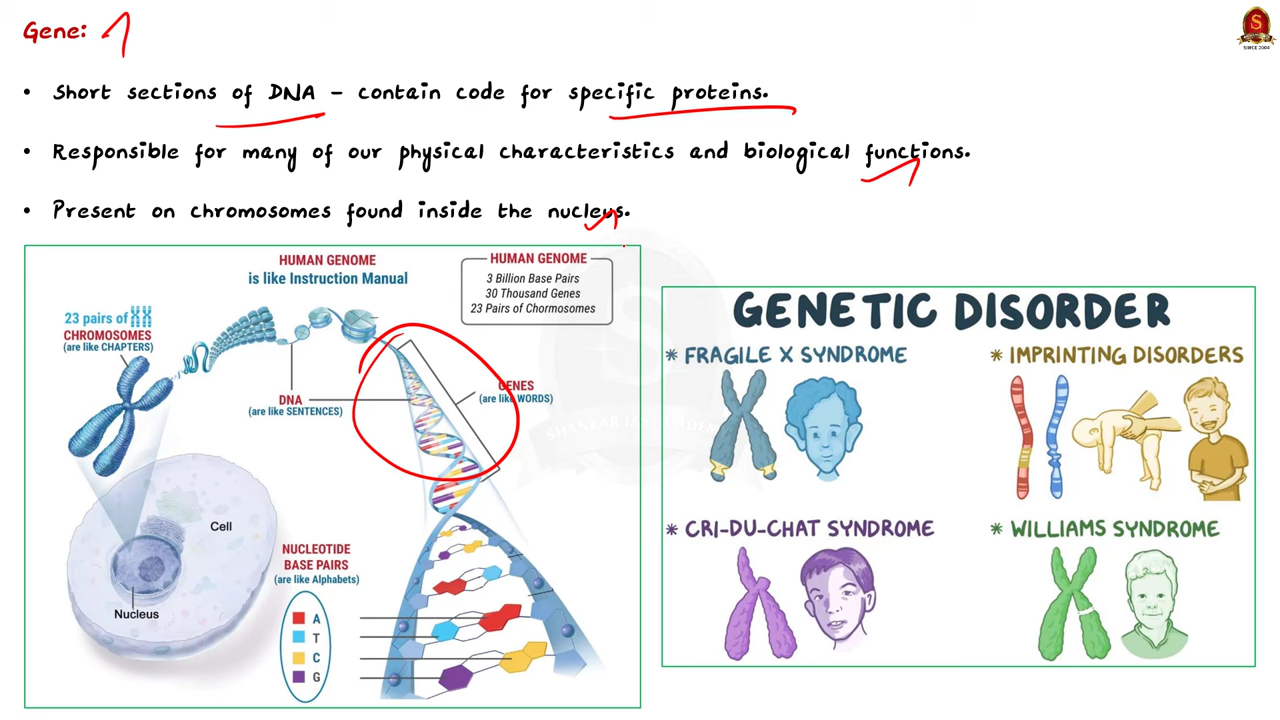 Gene:
• Short sections of DNA - contain code for specific proteins.
• Responsible for many of our physical characteristics and biological functions.
• Present on chromosomes found inside the nucleus.
S
SINCE 2004
HUMAN GENOME
is like Instruction Manual
HUMAN GENOME
3 Billion Base Pairs
30 Thousand Genes
23 Pairs of Chormosomes
23 pairs of
CHROMOSOMES
(are like CHAPTERS)
DNA
(are like SENTENCES)
GENES
(are like WORDS)
Cell
Nucleus
NUCLEOTIDE
BASE PAIRS
(are like Alphabets)
A
T
C
G
GENETIC DISORDER
* FRAGILE X SYNDROME
* IMPRINTING DISORDERS
* CRI-DU-CHAT SYNDROME
* WILLIAMS SYNDROME